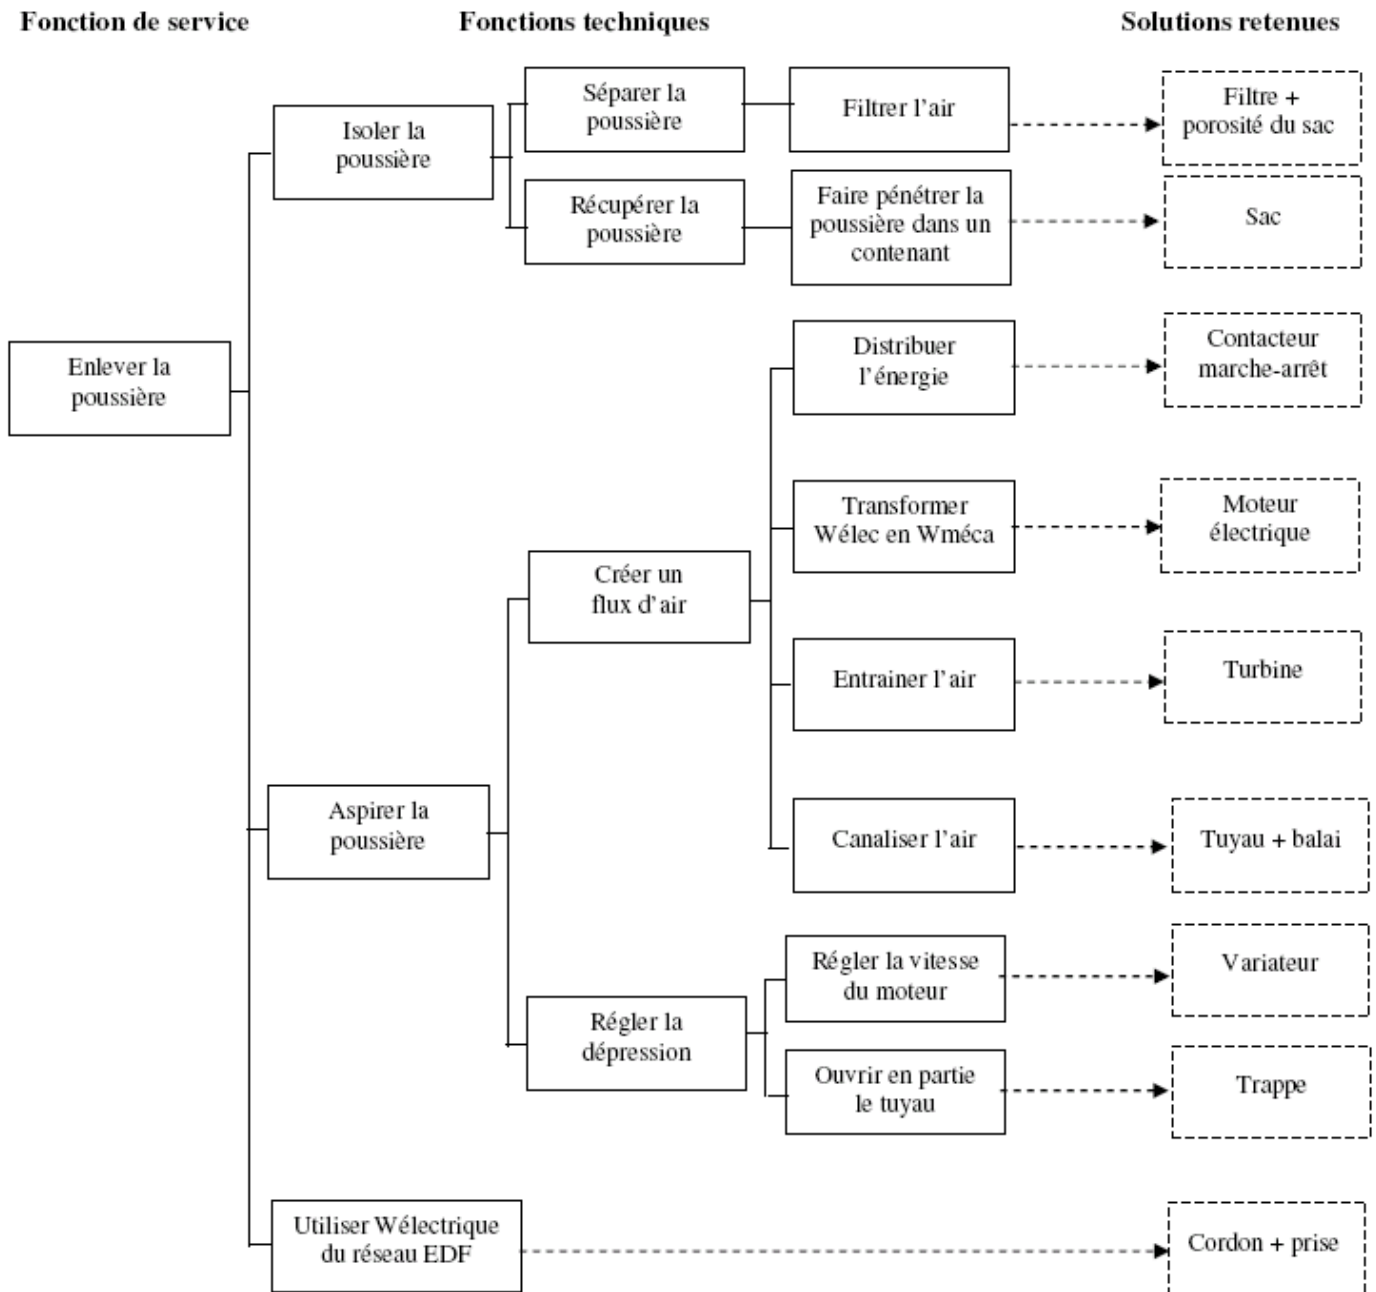 Fonction de service
Fonctions techniques
Solutions retenues
Isoler la
poussière
Séparer la
poussière
Filtrer l'air
Filtre +
porosité du sac
Récupérer la
poussière
Faire pénétrer la
poussière dans un
contenant
Sac
Enlever la
poussière
Distribuer
l'énergie
Contacteur
marche-arrêt
Transformer
Wélec en Wméca
Moteur
électrique
Créer un
flux d'air
Entrainer l'air
Turbine
Aspirer la
poussière
Canaliser l'air
Tuyau + balai
Régler la
dépression
Régler la vitesse
du moteur
Variateur
Ouvrir en partie
le tuyau
Trappe
Utiliser Wélectrique
du réseau EDF
Cordon + prise